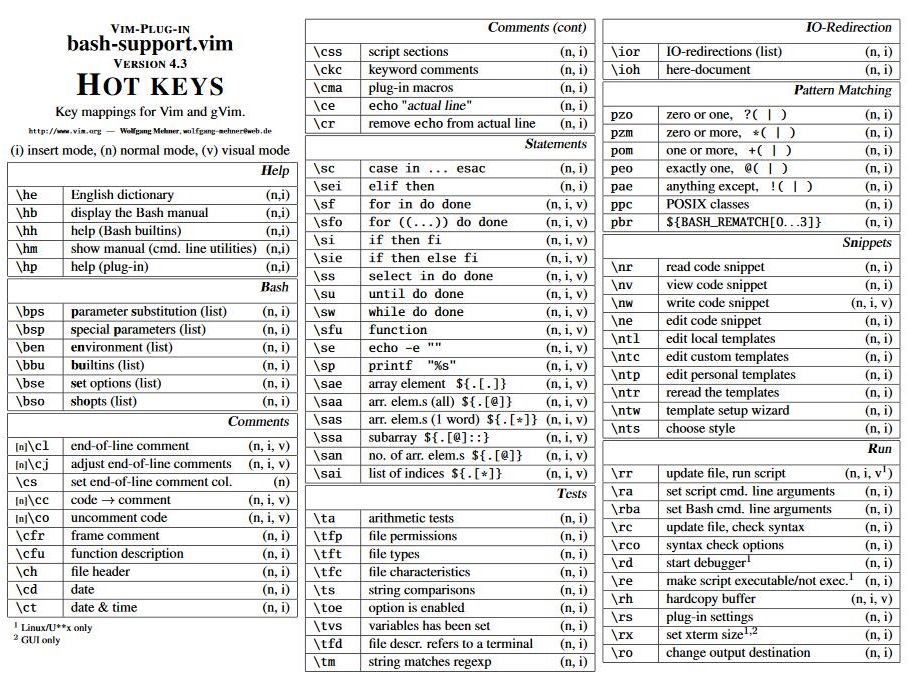 VIM-PLUG-IN
bash-support.vim
VERSION 4.3
HOT KEYS
Key mappings for Vim and gVim.
http://www.vim.org — Wolfgang Mehner, wolfgang-mehner@web.de
(i) insert mode, (n) normal mode, (v) visual mode
Help
\he English dictionary (n,i)
\hb display the Bash manual (n,i)
\hh help (Bash builtins) (n,i)
\hm show manual (cmd. line utilities) (n,i)
\hp help (plug-in) (n,i)
Bash
\bps parameter substitution (list) (n, i)
\bsp special parameters (list) (n, i)
\ben environment (list) (n, i)
\bbu builtins (list) (n, i)
\bse set options (list) (n, i)
\bso shopts (list) (n, i)
Comments
[n]\cl end-of-line comment (n, i, v)
[n]\cj adjust end-of-line comments (n, i, v)
\cs set end-of-line comment col. (n)
[n]\cc code → comment (n, i, v)
[n]\co uncomment code (n, i, v)
\cfr frame comment (n, i)
\cfu function description (n, i)
\ch file header (n, i)
\cd date (n, i)
\ct date & time (n, i)
¹ Linux/U**x only
² GUI only
Comments (cont)
\css script sections (n, i)
\ckc keyword comments (n, i)
\cma plug-in macros (n, i)
\ce echo "actual line" (n, i)
\cr remove echo from actual line (n, i)
Statements
\sc case in ... esac (n, i)
\sei elif then (n, i)
\sf for in do done (n, i, v)
\sfo for ((...)) do done (n, i, v)
\si if then fi (n, i, v)
\sie if then else fi (n, i, v)
\ss select in do done (n, i, v)
\su until do done (n, i, v)
\sw while do done (n, i, v)
\sfu function (n, i, v)
\se echo -e "" (n, i, v)
\sp printf "%s" (n, i, v)
\sae array element ${.[.]} (n, i, v)
\saa arr. elem.s (all) ${.[@]} (n, i, v)
\sas arr. elem.s (1 word) ${.[*]} (n, i, v)
\ssa subarray ${.[@]::} (n, i, v)
\san no. of arr. elem.s ${.[@]} (n, i, v)
\sai list of indices ${.[*]} (n, i, v)
Tests
\ta arithmetic tests (n, i)
\tfp file permissions (n, i)
\tft file types (n, i)
\tfc file characteristics (n, i)
\ts string comparisons (n, i)
\toe option is enabled (n, i)
\tvs variables has been set (n, i)
\tfd file descr. refers to a terminal (n, i)
\tm string matches regexp (n, i)
IO-Redirection
\ior IO-redirections (list) (n, i)
\ioh here-document (n, i)
Pattern Matching
pzo zero or one, ?( | ) (n, i)
pzm zero or more, *( | ) (n, i)
pom one or more, +( | ) (n, i)
peo exactly one, @( | ) (n, i)
pae anything except, !( | ) (n, i)
ppc POSIX classes (n, i)
pbr ${BASH_REMATCH[0...3]} (n, i)
Snippets
\nr read code snippet (n, i)
\nv view code snippet (n, i)
\nw write code snippet (n, i, v)
\ne edit code snippet (n, i)
\ntl edit local templates (n, i)
\ntc edit custom templates (n, i)
\ntp edit personal templates (n, i)
\ntr reread the templates (n, i)
\ntw template setup wizard (n, i)
\nts choose style (n, i)
Run
\rr update file, run script (n, i, v¹)
\ra set script cmd. line arguments (n, i)
\rba set Bash cmd. line arguments (n, i)
\rc update file, check syntax (n, i)
\rco syntax check options (n, i)
\rd start debugger¹ (n, i)
\re make script executable/not exec.¹ (n, i)
\rh hardcopy buffer (n, i, v)
\rs plug-in settings (n, i)
\rx set xterm size¹,² (n, i)
\ro change output destination (n, i)